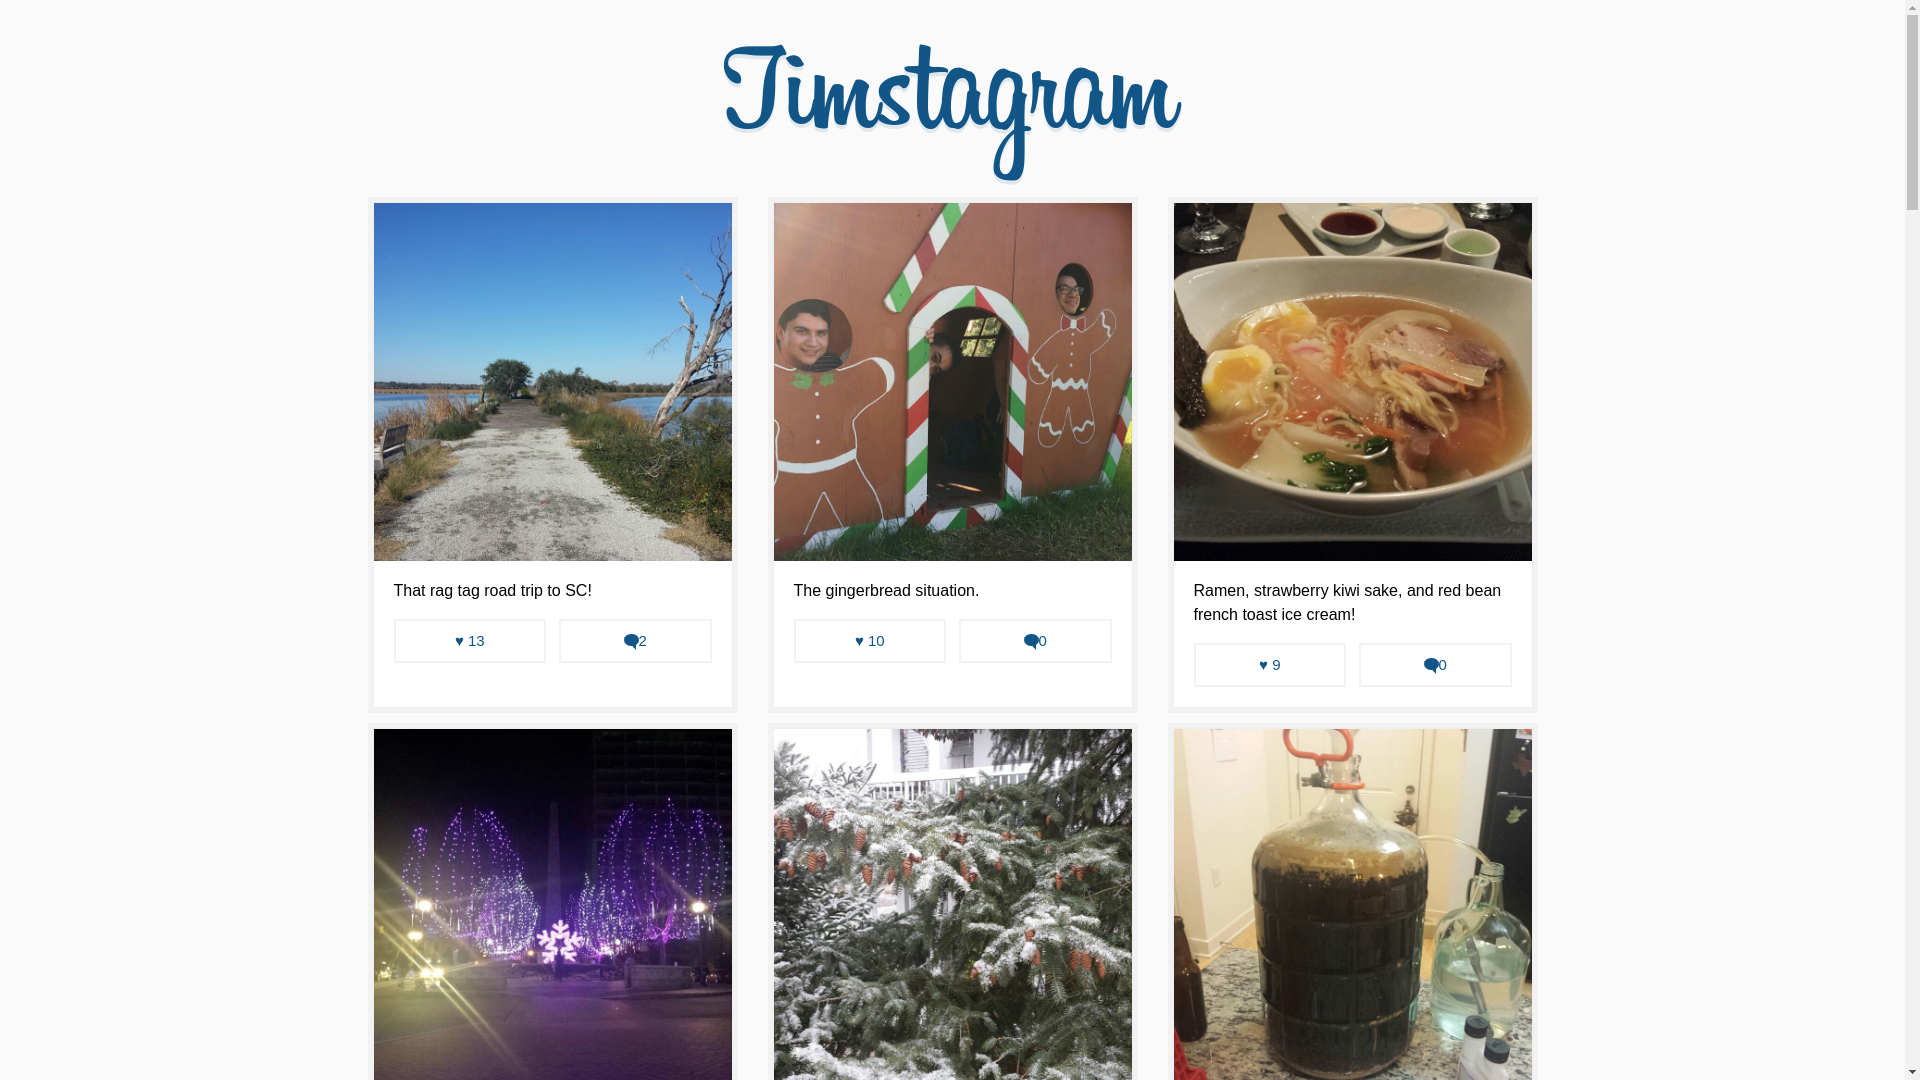 Timstagram
That rag tag road trip to SC!
♥ 13
2
The gingerbread situation.
♥ 10
0
Ramen, strawberry kiwi sake, and red bean
french toast ice cream!
♥ 9
0